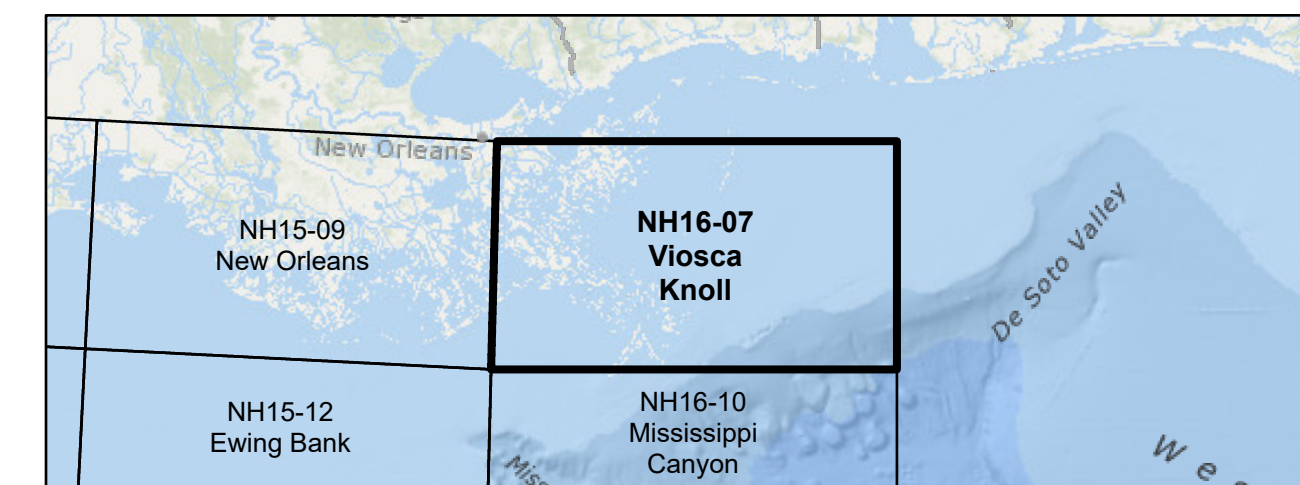 New Orleans
NH15-09
New Orleans
NH16-07
Viosca
Knoll
De Soto Valley
NH15-12
Ewing Bank
NH16-10
Mississippi
Canyon